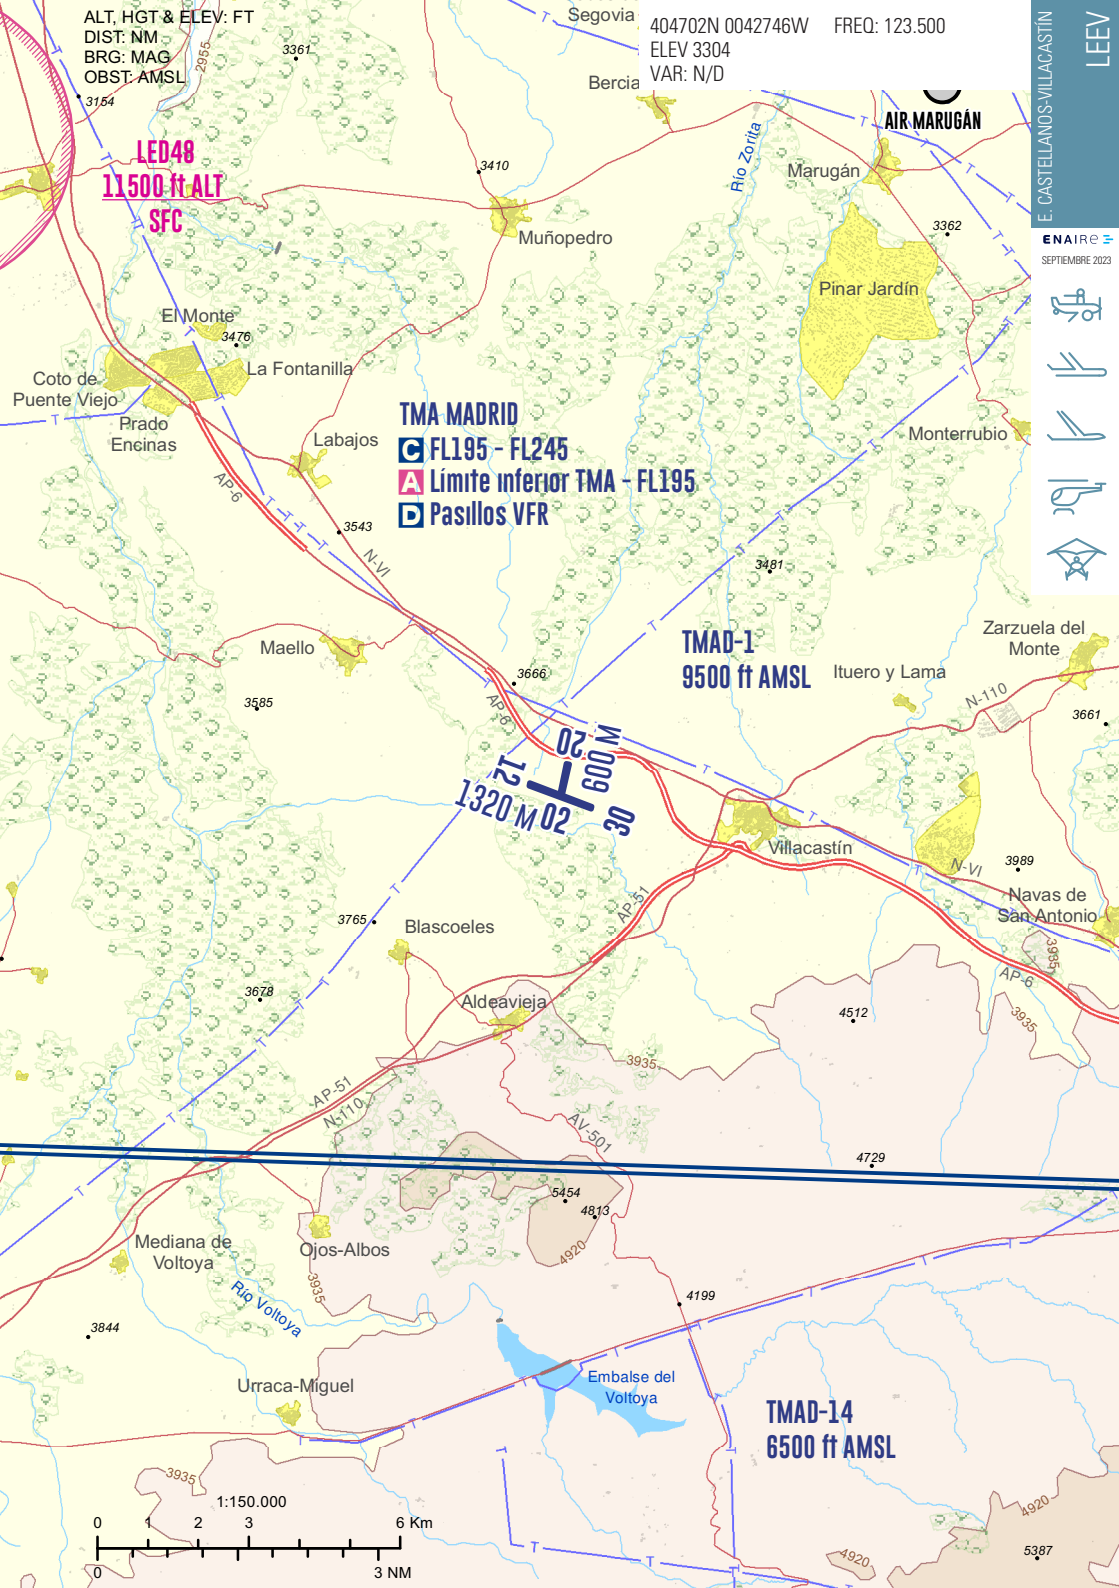 ALT, HGT & ELEV: FT
DIST: NM
BRG: MAG
OBST: AMSL
404702N 0042746W FREQ: 123.500
ELEV 3304
VAR: N/D
E. CASTELLANOS-VILLACASTÍN
LEEV
ENAIRE
SEPTIEMBRE 2023
Segovia
2955
3361
Bercia
3154
AIR MARUGÁN
LED48
11500 ft ALT
SFC
3410
Río Zorita
Marugán
Muñopedro
3362
Pinar Jardín
El Monte
3476
La Fontanilla
Coto de
Puente Viejo
Prado
Encinas
Labajos
TMA MADRID
C FL195 - FL245
A Límite inferior TMA - FL195
D Pasillos VFR
Monterrubio
AP-6
3543
N-VI
3481
Maello
TMAD-1
9500 ft AMSL
Zarzuela del
Monte
Ituero y Lama
3666
N-110
3585
AP-6
3661
20
600 M
12
1320 M
02
30
Villacastín
N-VI
3989
AP-51
Navas de
San Antonio
3765
Blascoeles
3985
AP-6
3678
Aldeavieja
4512
3935
3935
AP-51
N-110
AV-501
4729
5454
4813
Mediana de
Voltoya
Ojos-Albos
4920
3935
Río Voltoya
4199
3844
Embalse del
Voltoya
Urraca-Miguel
TMAD-14
6500 ft AMSL
3935
1:150.000
0 1 2 3 6 Km
0 3 NM
4920
4920
5387